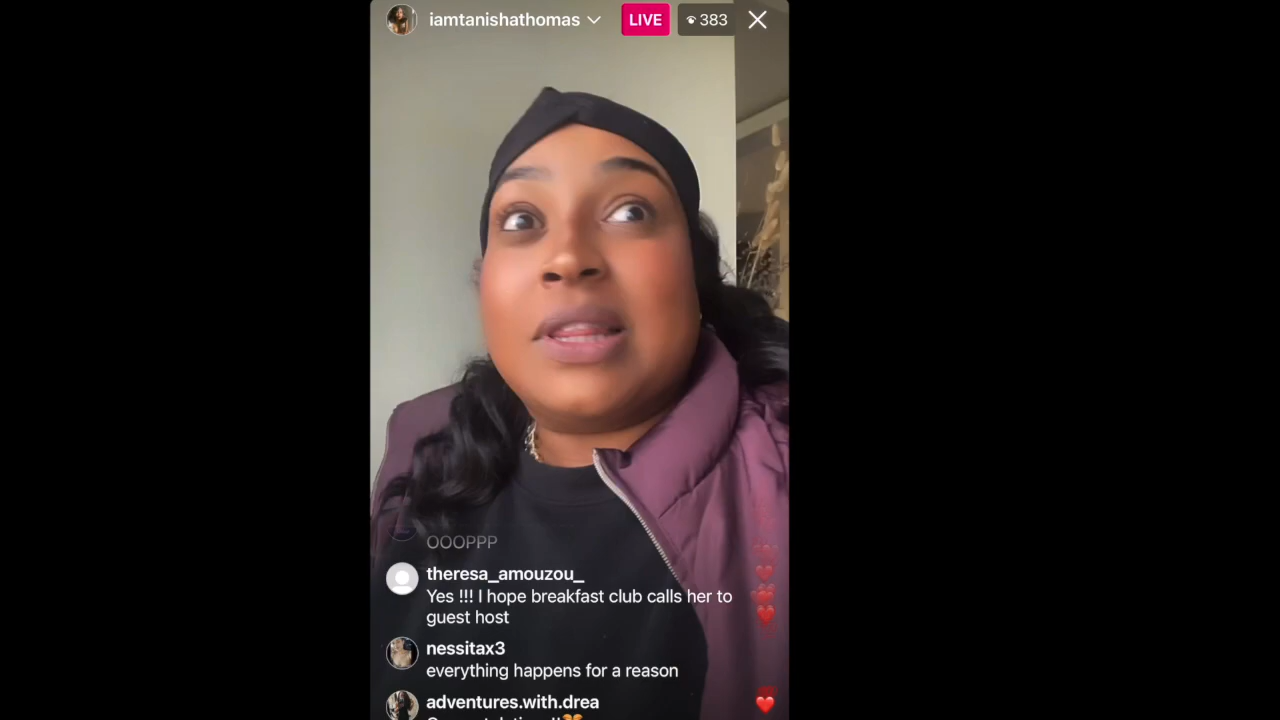 iamtanishathomas
LIVE
383
OOOPPP
theresa_amouzou_
Yes !!! I hope breakfast club calls her to
guest host
nessitax3
everything happens for a reason
adventures.with.drea